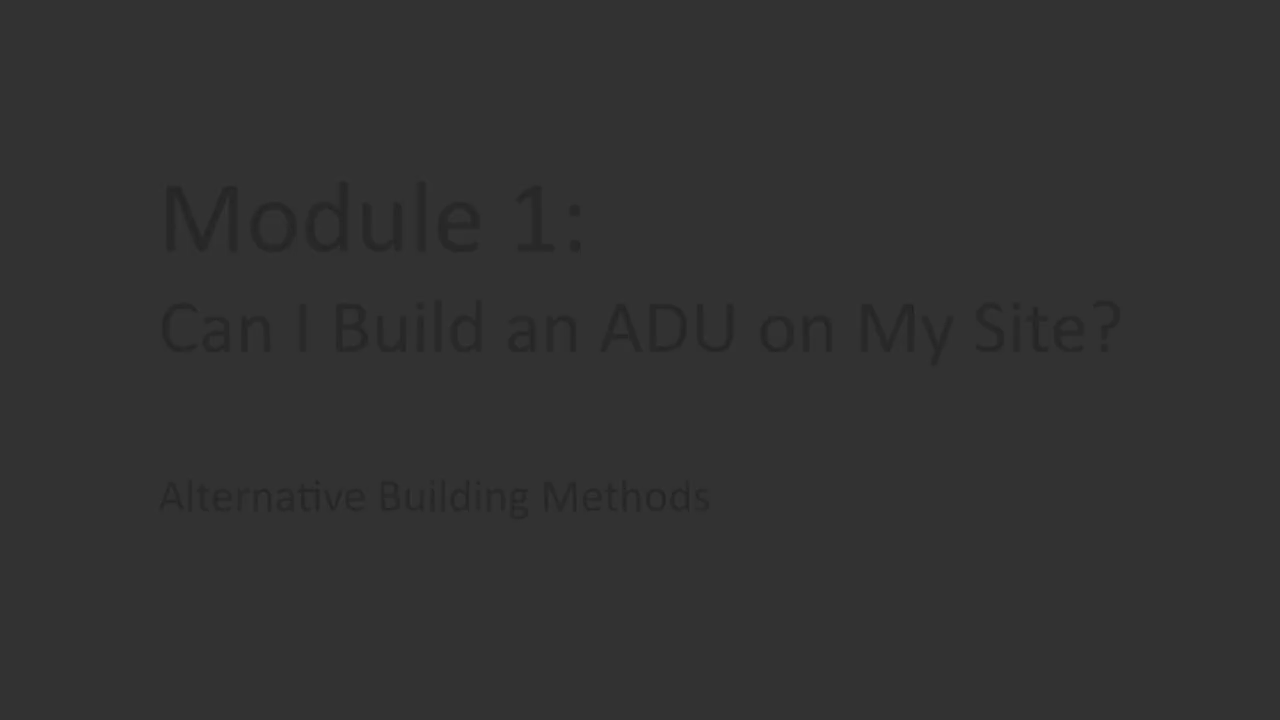 Module 1:
Can I Build an ADU on My Site?
Alternative Building Methods